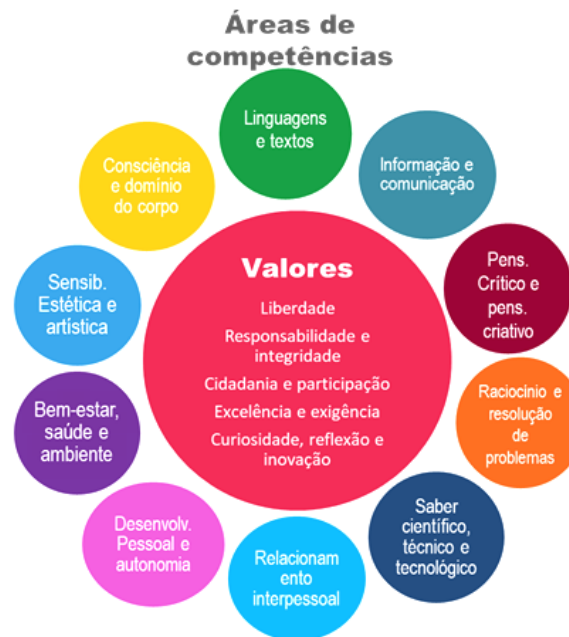 Áreas de
competências
Linguagens
e textos
Informação e
comunicação
Pens.
Crítico e
pens.
criativo
Raciocínio e
resolução
de
problemas
Saber
científico,
técnico e
tecnológico
Relacionam
ento
interpessoal
Desenvolv.
Pessoal e
autonomia
Bem-estar,
saúde e
ambiente
Sensib.
Estética e
artística
Consciência
e domínio
do corpo
Valores
Liberdade
Responsabilidade e
integridade
Cidadania e participação
Excelência e exigência
Curiosidade, reflexão e
inovação